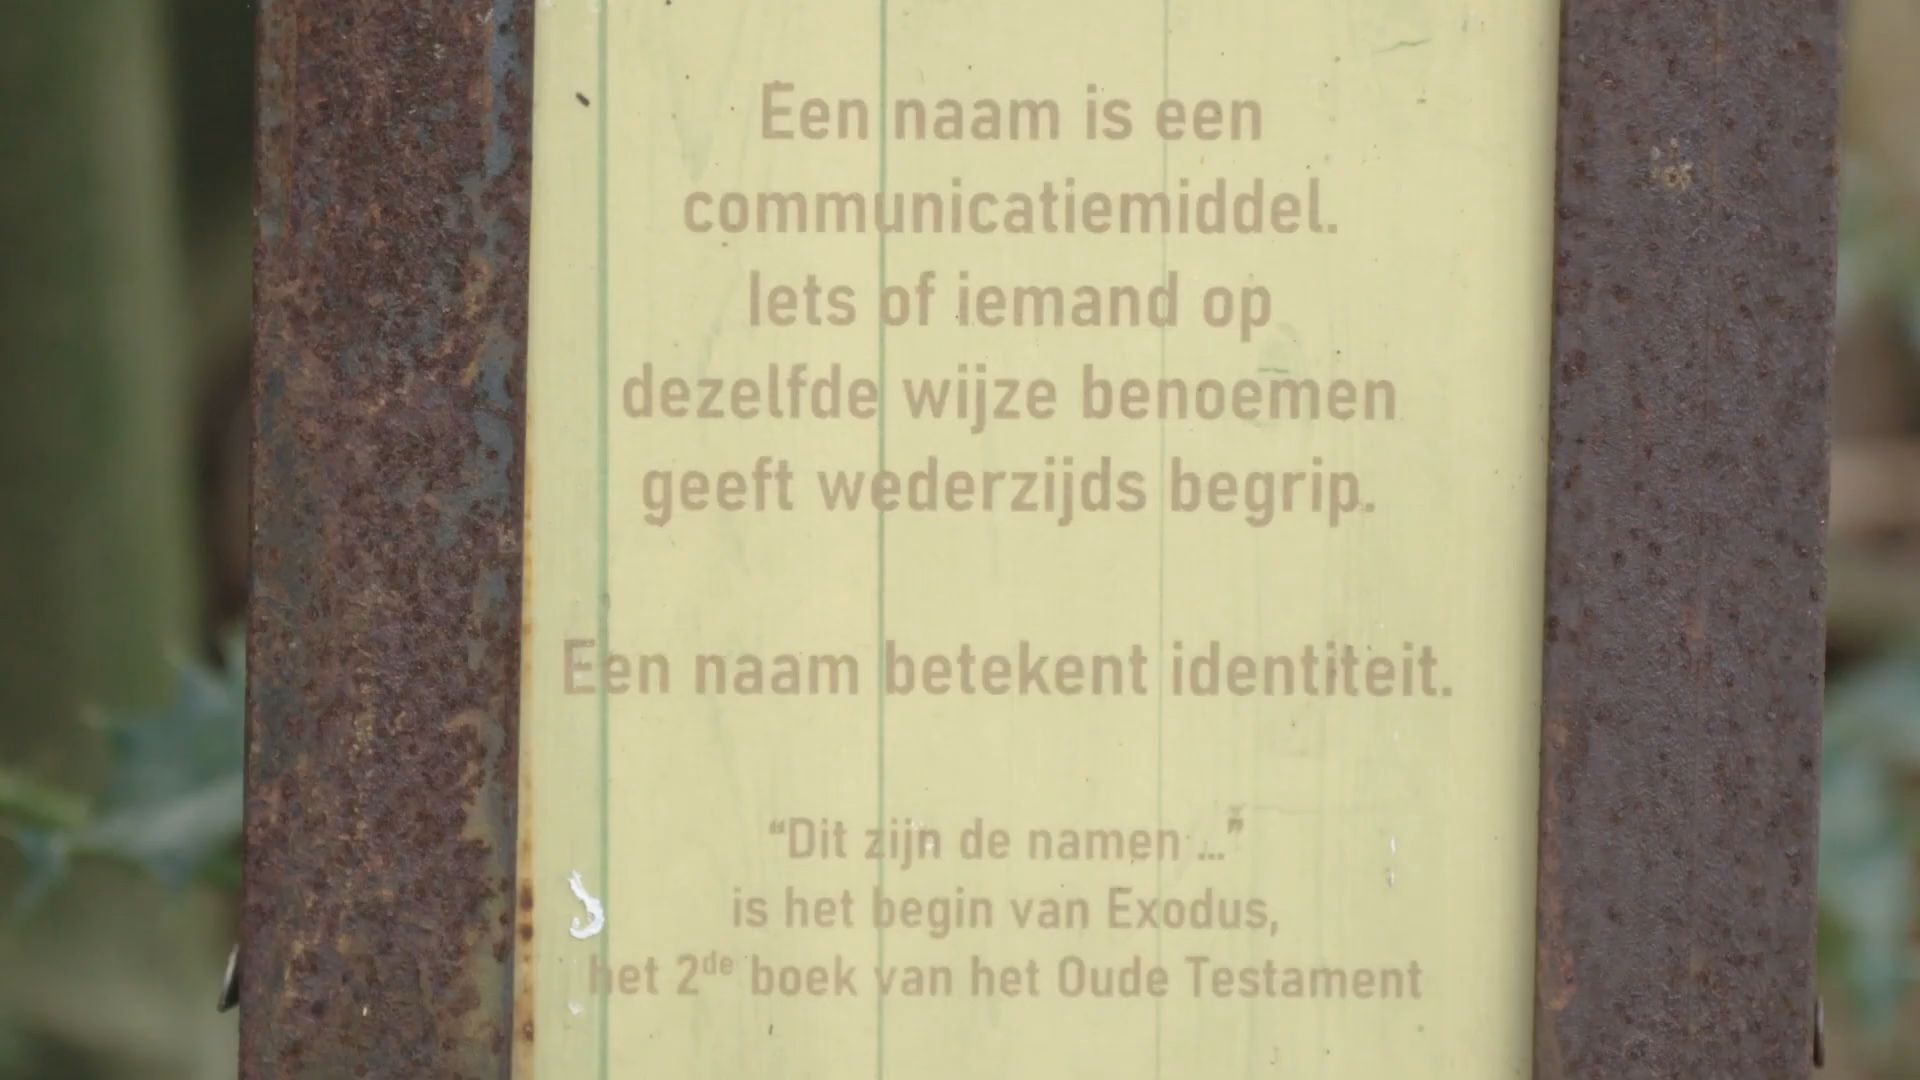 Een naam is een
communicatiemiddel.
Iets of iemand op
dezelfde wijze benoemen
geeft wederzijds begrip.
Een naam betekent identiteit.
“Dit zijn de namen ...”
is het begin van Exodus,
het 2de boek van het Oude Testament